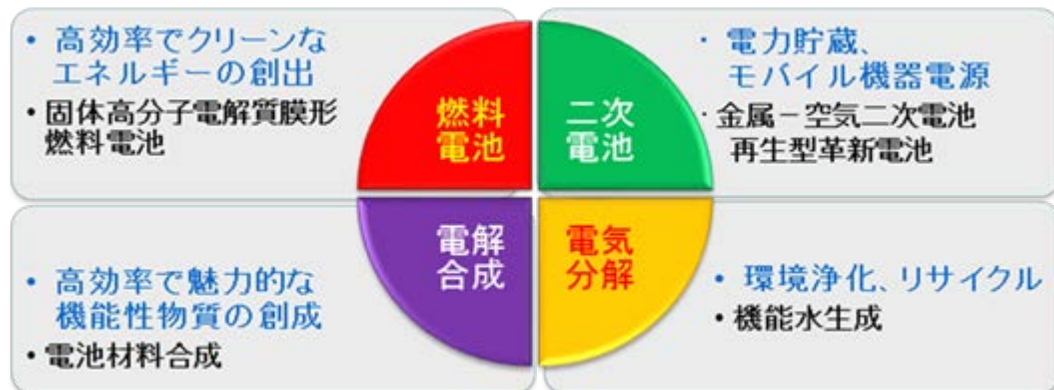 ・ 高効率でクリーンな
エネルギーの創出
・固体高分子電解質膜形
燃料電池
燃料
電池
二次
電池
・ 電力貯蔵、
モバイル機器電源
・金属－空気二次電池
再生型革新電池
・ 高効率で魅力的な
機能性物質の創成
・電池材料合成
電解
合成
電気
分解
・ 環境浄化、リサイクル
・機能水生成